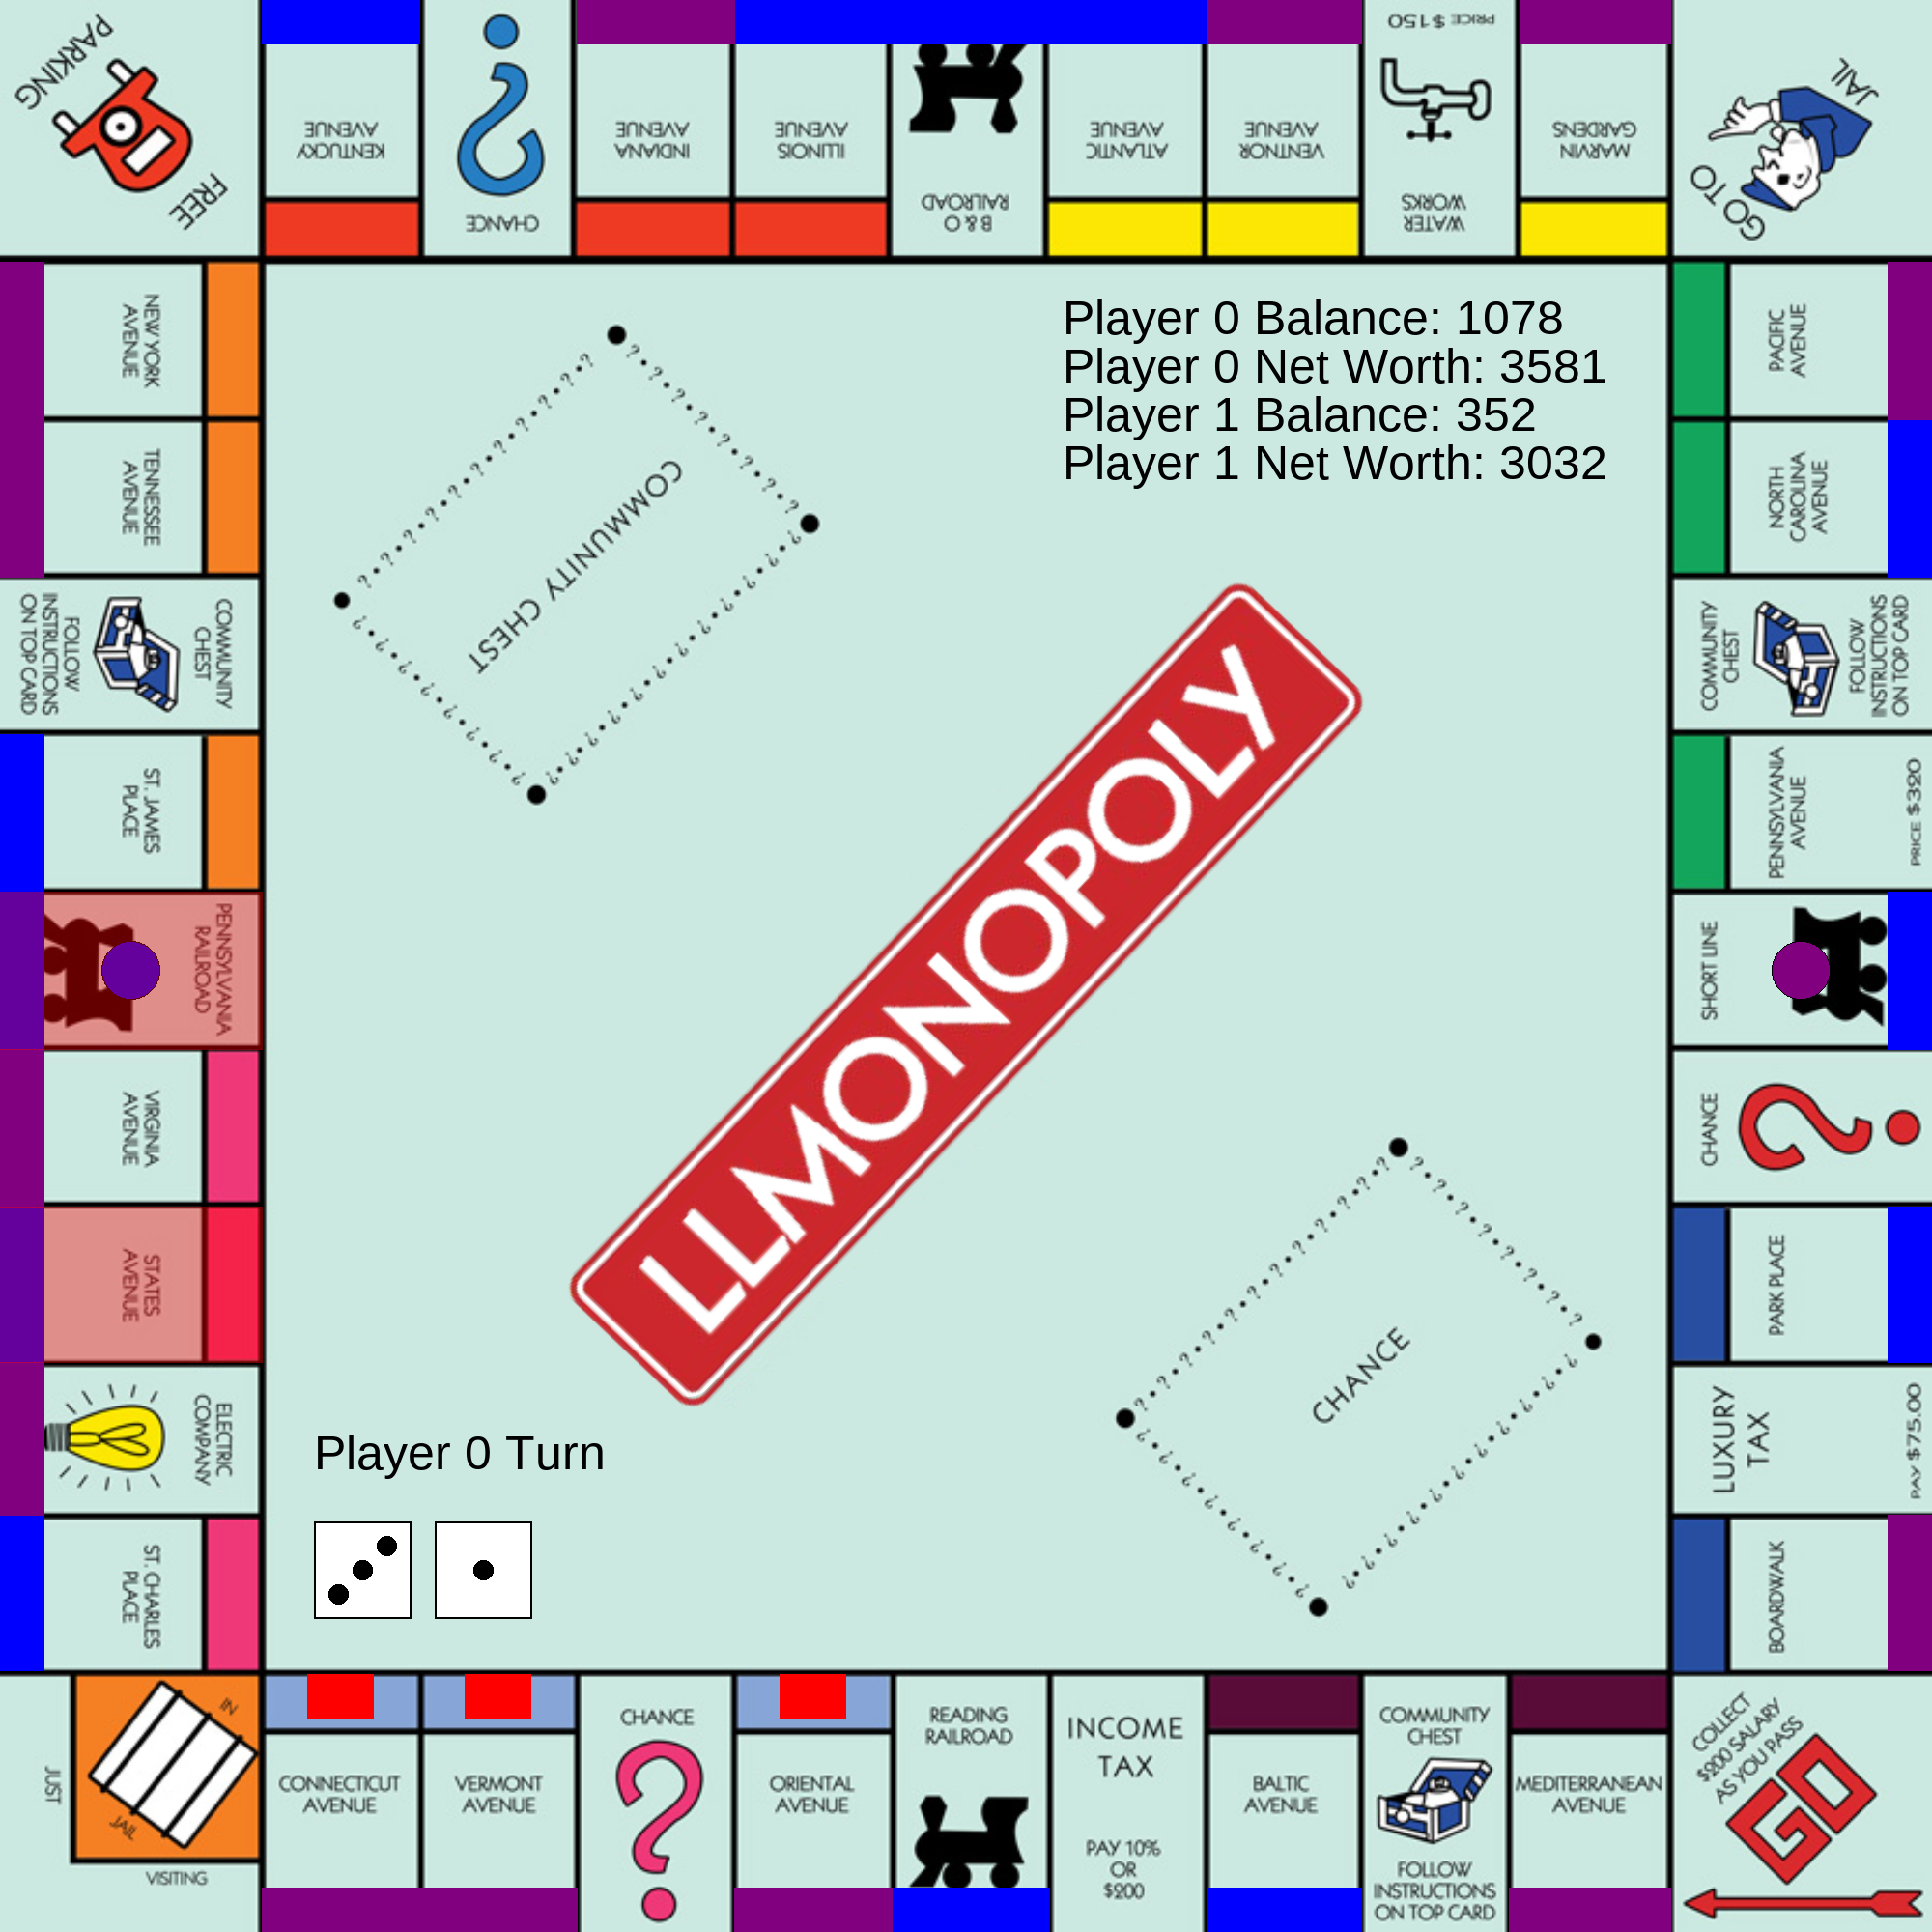 PARKING
FREE
KENTUCKY
AVENUE
CHANCE
INDIANA
AVENUE
ILLINOIS
AVENUE
B & O
RAILROAD
ATLANTIC
AVENUE
VENTNOR
AVENUE
PRICE $150
WATER
WORKS
MARVIN
GARDENS
GO TO
JAIL
NEW YORK
AVENUE
TENNESSEE
AVENUE
COMMUNITY
CHEST
FOLLOW
INSTRUCTIONS
ON TOP CARD
ST. JAMES
PLACE
PENNSYLVANIA
RAILROAD
VIRGINIA
AVENUE
STATES
AVENUE
ELECTRIC
COMPANY
ST. CHARLES
PLACE
COMMUNITY CHEST
Player 0 Balance: 1078
Player 0 Net Worth: 3581
Player 1 Balance: 352
Player 1 Net Worth: 3032
LLMONOPOLY
CHANCE
Player 0 Turn
PACIFIC
AVENUE
NORTH
CAROLINA
AVENUE
COMMUNITY
CHEST
FOLLOW
INSTRUCTIONS
ON TOP CARD
PENNSYLVANIA
AVENUE
PRICE $320
SHORT LINE
CHANCE
PARK PLACE
LUXURY
TAX
PAY $75.00
BOARDWALK
JUST
VISITING
IN
JAIL
CONNECTICUT
AVENUE
VERMONT
AVENUE
CHANCE
ORIENTAL
AVENUE
READING
RAILROAD
INCOME
TAX
PAY 10%
OR
$200
BALTIC
AVENUE
COMMUNITY
CHEST
FOLLOW
INSTRUCTIONS
ON TOP CARD
MEDITERRANEAN
AVENUE
COLLECT
$200 SALARY
AS YOU PASS
GO